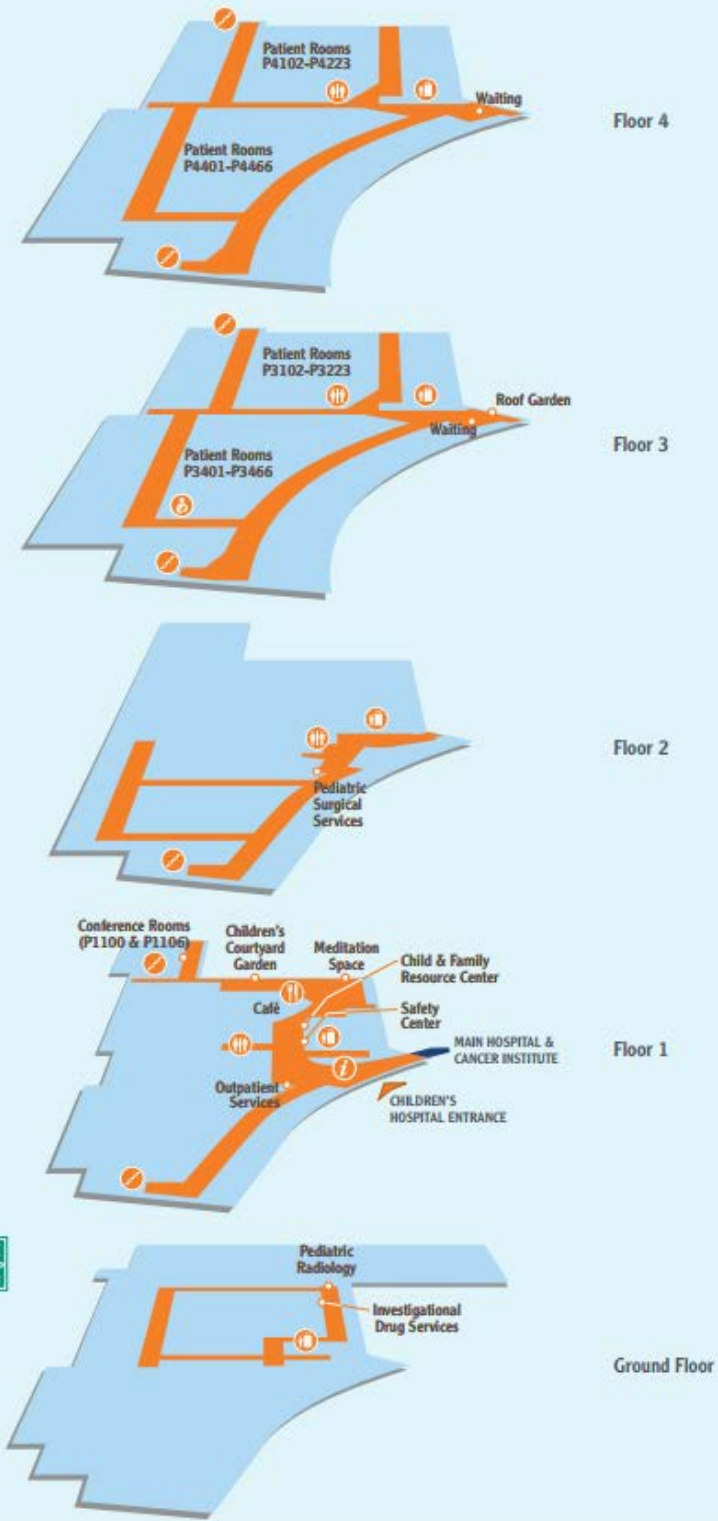 Patient Rooms
P4102-P4223
Waiting
Floor 4
Patient Rooms
P4401-P4466
Patient Rooms
P3102-P3223
Roof Garden
Waiting
Floor 3
Patient Rooms
P3401-P3466
Floor 2
Pediatric
Surgical
Services
Conference Rooms
(P1100 & P1106)
Children's
Courtyard
Garden
Meditation
Space
Child & Family
Resource Center
Café
Safety
Center
MAIN HOSPITAL &
CANCER INSTITUTE
Floor 1
Outpatient
Services
CHILDREN'S
HOSPITAL ENTRANCE
Pediatric
Radiology
Investigational
Drug Services
Ground Floor